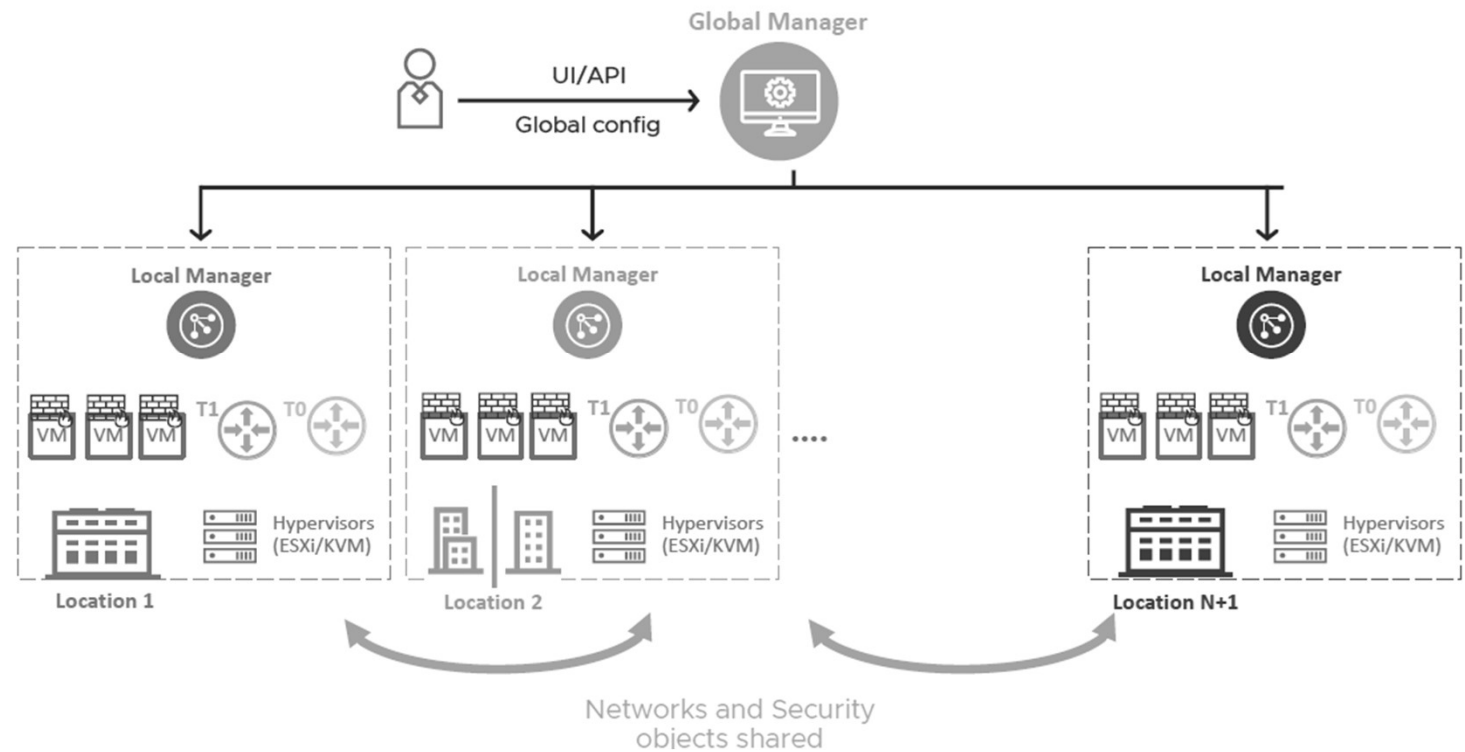 Global Manager
UI/API
Global config
Local Manager
Local Manager
Local Manager
VM VM VM T1 T0
VM VM VM T1 T0
....
VM VM VM T1 T0
Hypervisors
(ESXi/KVM)
Hypervisors
(ESXi/KVM)
Hypervisors
(ESXi/KVM)
Location 1
Location 2
Location N+1
Networks and Security
objects shared